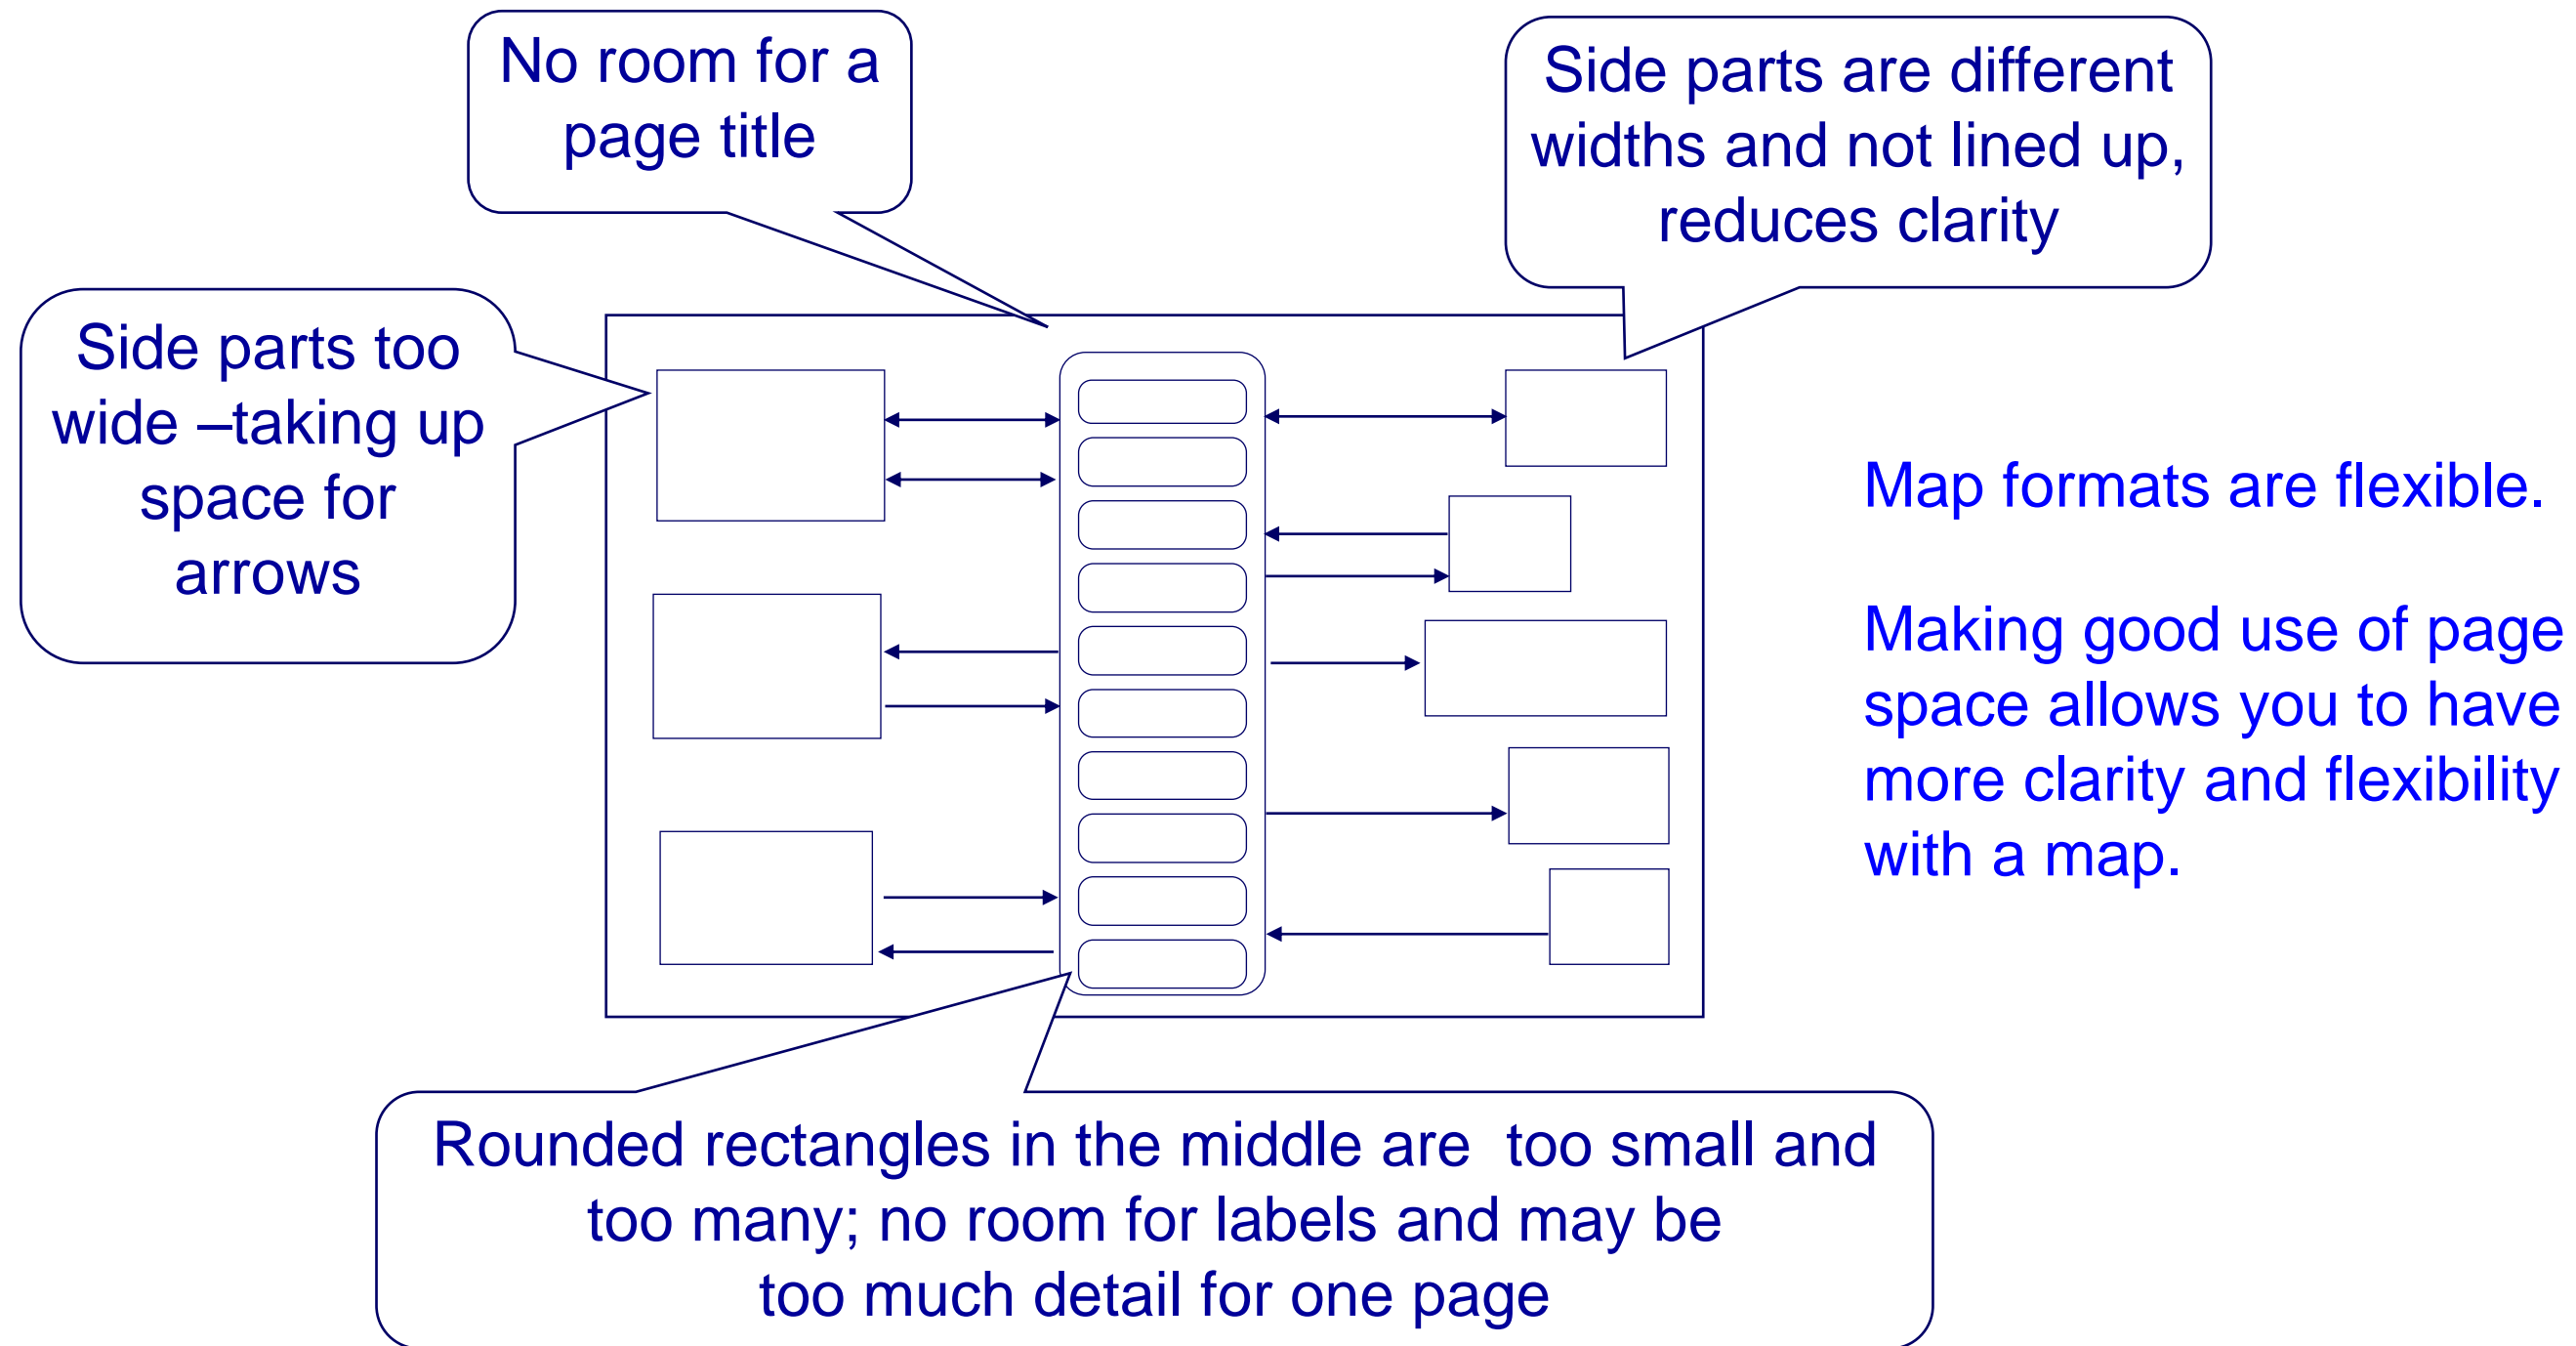 No room for a
page title
Side parts are different
widths and not lined up,
reduces clarity
Side parts too
wide –taking up
space for
arrows
Map formats are flexible.
Making good use of page
space allows you to have
more clarity and flexibility
with a map.
Rounded rectangles in the middle are  too small and
too many; no room for labels and may be
too much detail for one page